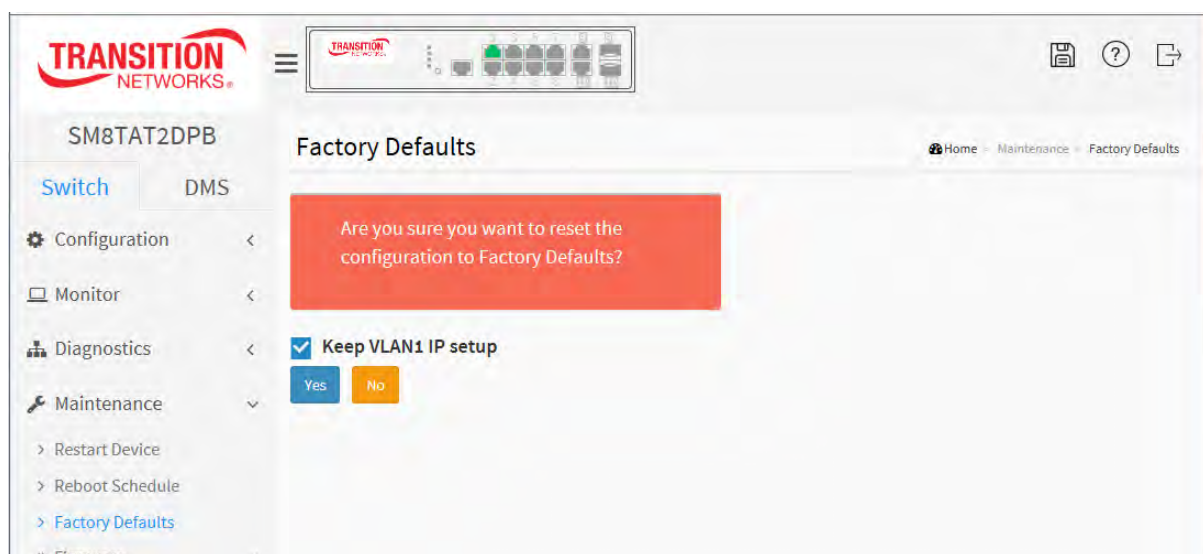 TRANSITION
NETWORKS®
TRANSITION
NETWORKS
SM8TAT2DPB
Switch DMS
Configuration
Monitor
Diagnostics
Maintenance
> Restart Device
> Reboot Schedule
> Factory Defaults
Factory Defaults
Home > Maintenance > Factory Defaults
Are you sure you want to reset the
configuration to Factory Defaults?
Keep VLAN1 IP setup
Yes No